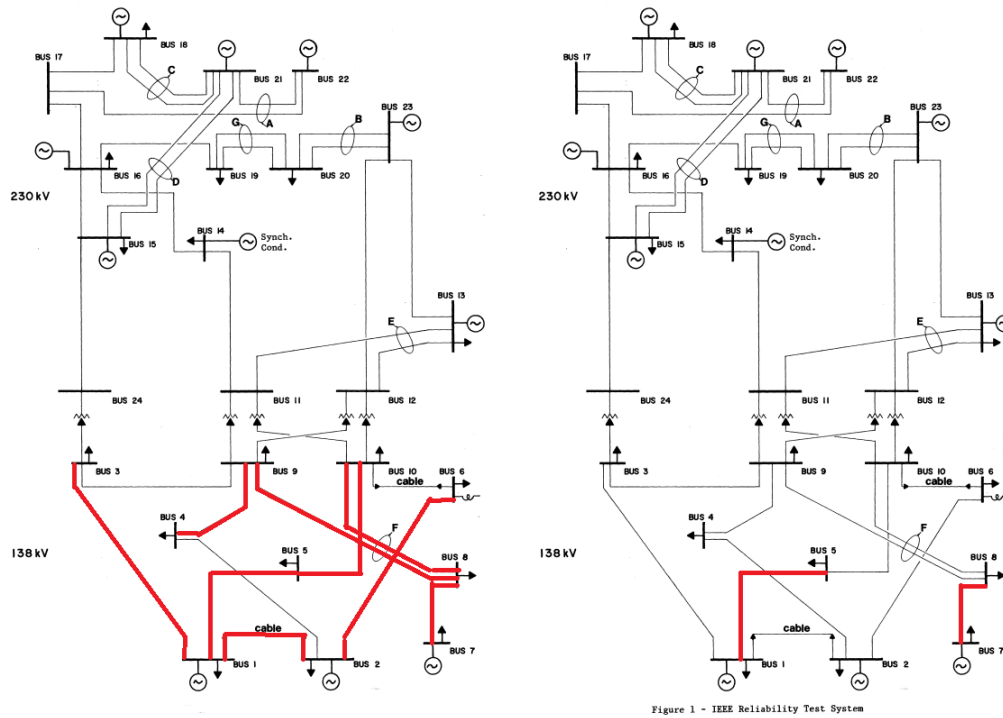 BUS 18
BUS 17
C
BUS 21
BUS 22
A
G
B
BUS 23
D
BUS 16
BUS 19
BUS 20
230 kV
BUS 15
BUS 14
Synch.
Cond.
BUS 13
E
BUS 24
BUS 11
BUS 12
BUS 3
BUS 9
BUS 10
BUS 6
cable
BUS 4
F
138 kV
BUS 5
BUS 8
cable
BUS 1
BUS 2
BUS 7
BUS 18
BUS 17
C
BUS 21
BUS 22
A
G
B
BUS 23
D
BUS 16
BUS 19
BUS 20
230 kV
BUS 15
BUS 14
Synch.
Cond.
BUS 13
E
BUS 24
BUS 11
BUS 12
BUS 3
BUS 9
BUS 10
BUS 6
cable
BUS 4
F
138 kV
BUS 5
BUS 8
cable
BUS 1
BUS 2
BUS 7
Figure 1 - IEEE Reliability Test System